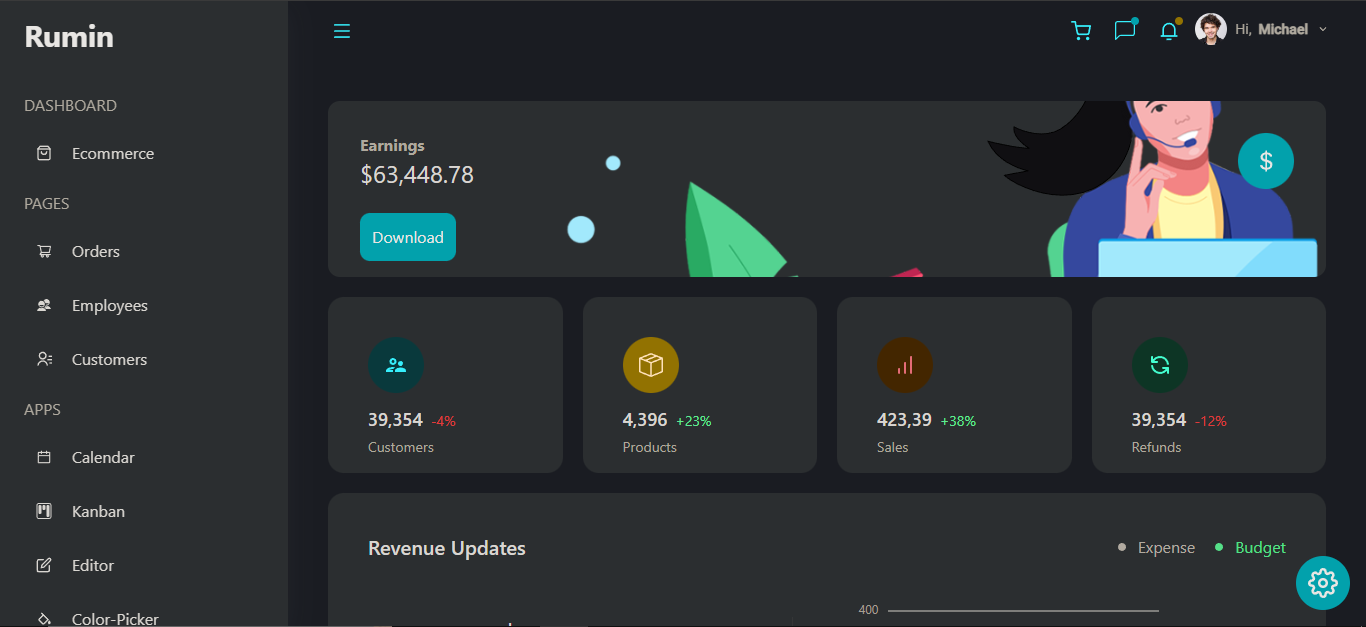 Rumin
Hi, Michael
DASHBOARD
Ecommerce
PAGES
Orders
Employees
Customers
APPS
Calendar
Kanban
Editor
Color-Picker
Earnings
$63,448.78
Download
$
39,354 -4%
Customers
4,396 +23%
Products
423,39 +38%
Sales
39,354 -12%
Refunds
Revenue Updates
Expense
Budget
400